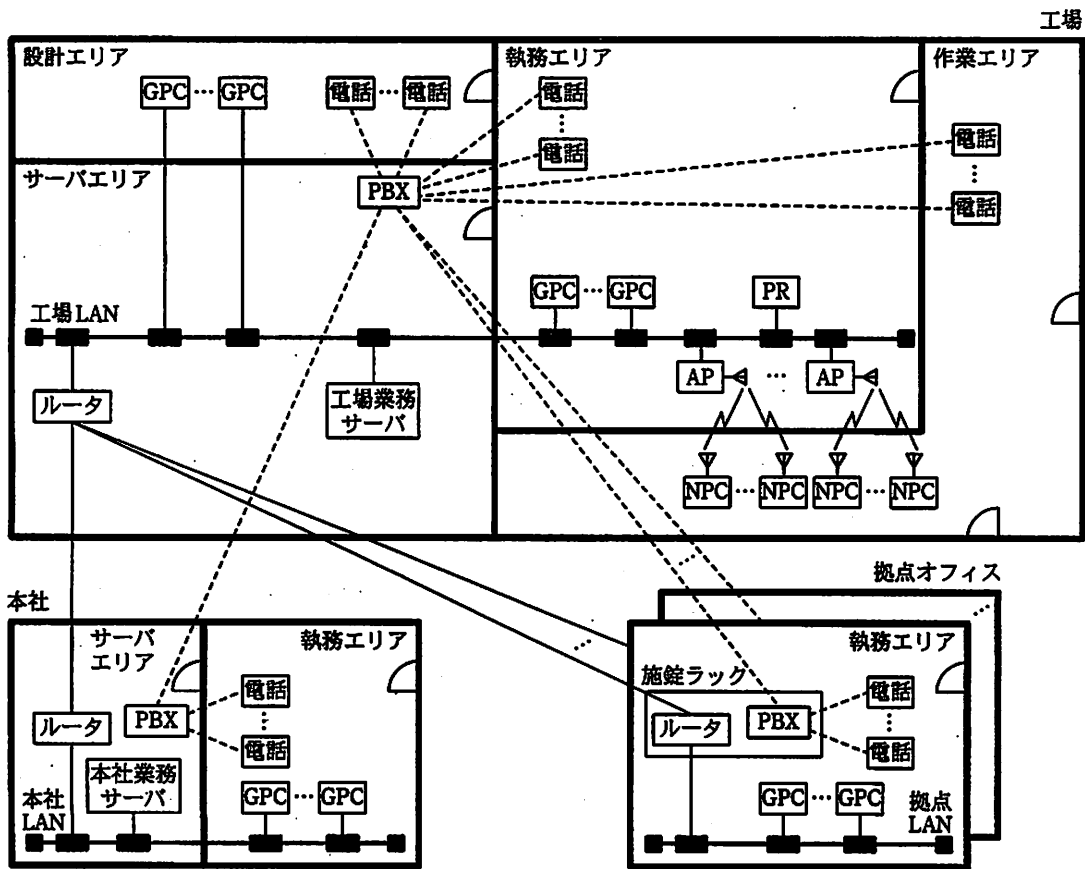 工場
設計エリア
執務エリア
作業エリア
GPC … GPC
電話 … 電話
電話
⋮
電話
電話
⋮
電話
サーバエリア
PBX
GPC … GPC
PR
工場LAN
AP
…
AP
ルータ
工場業務
サーバ
NPC … NPC
NPC … NPC
拠点オフィス
本社
サーバ
エリア
執務エリア
執務エリア
施錠ラック
電話
⋮
電話
電話
⋮
電話
ルータ
PBX
ルータ
PBX
本社業務
サーバ
本社
LAN
GPC … GPC
GPC … GPC
拠点
LAN